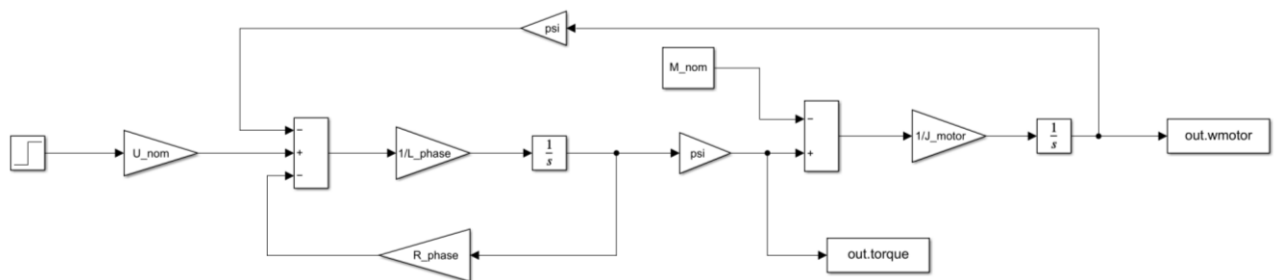 psi
M_nom
U_nom
1/L_phase
1
s
psi
1/J_motor
1
s
out.wmotor
R_phase
out.torque